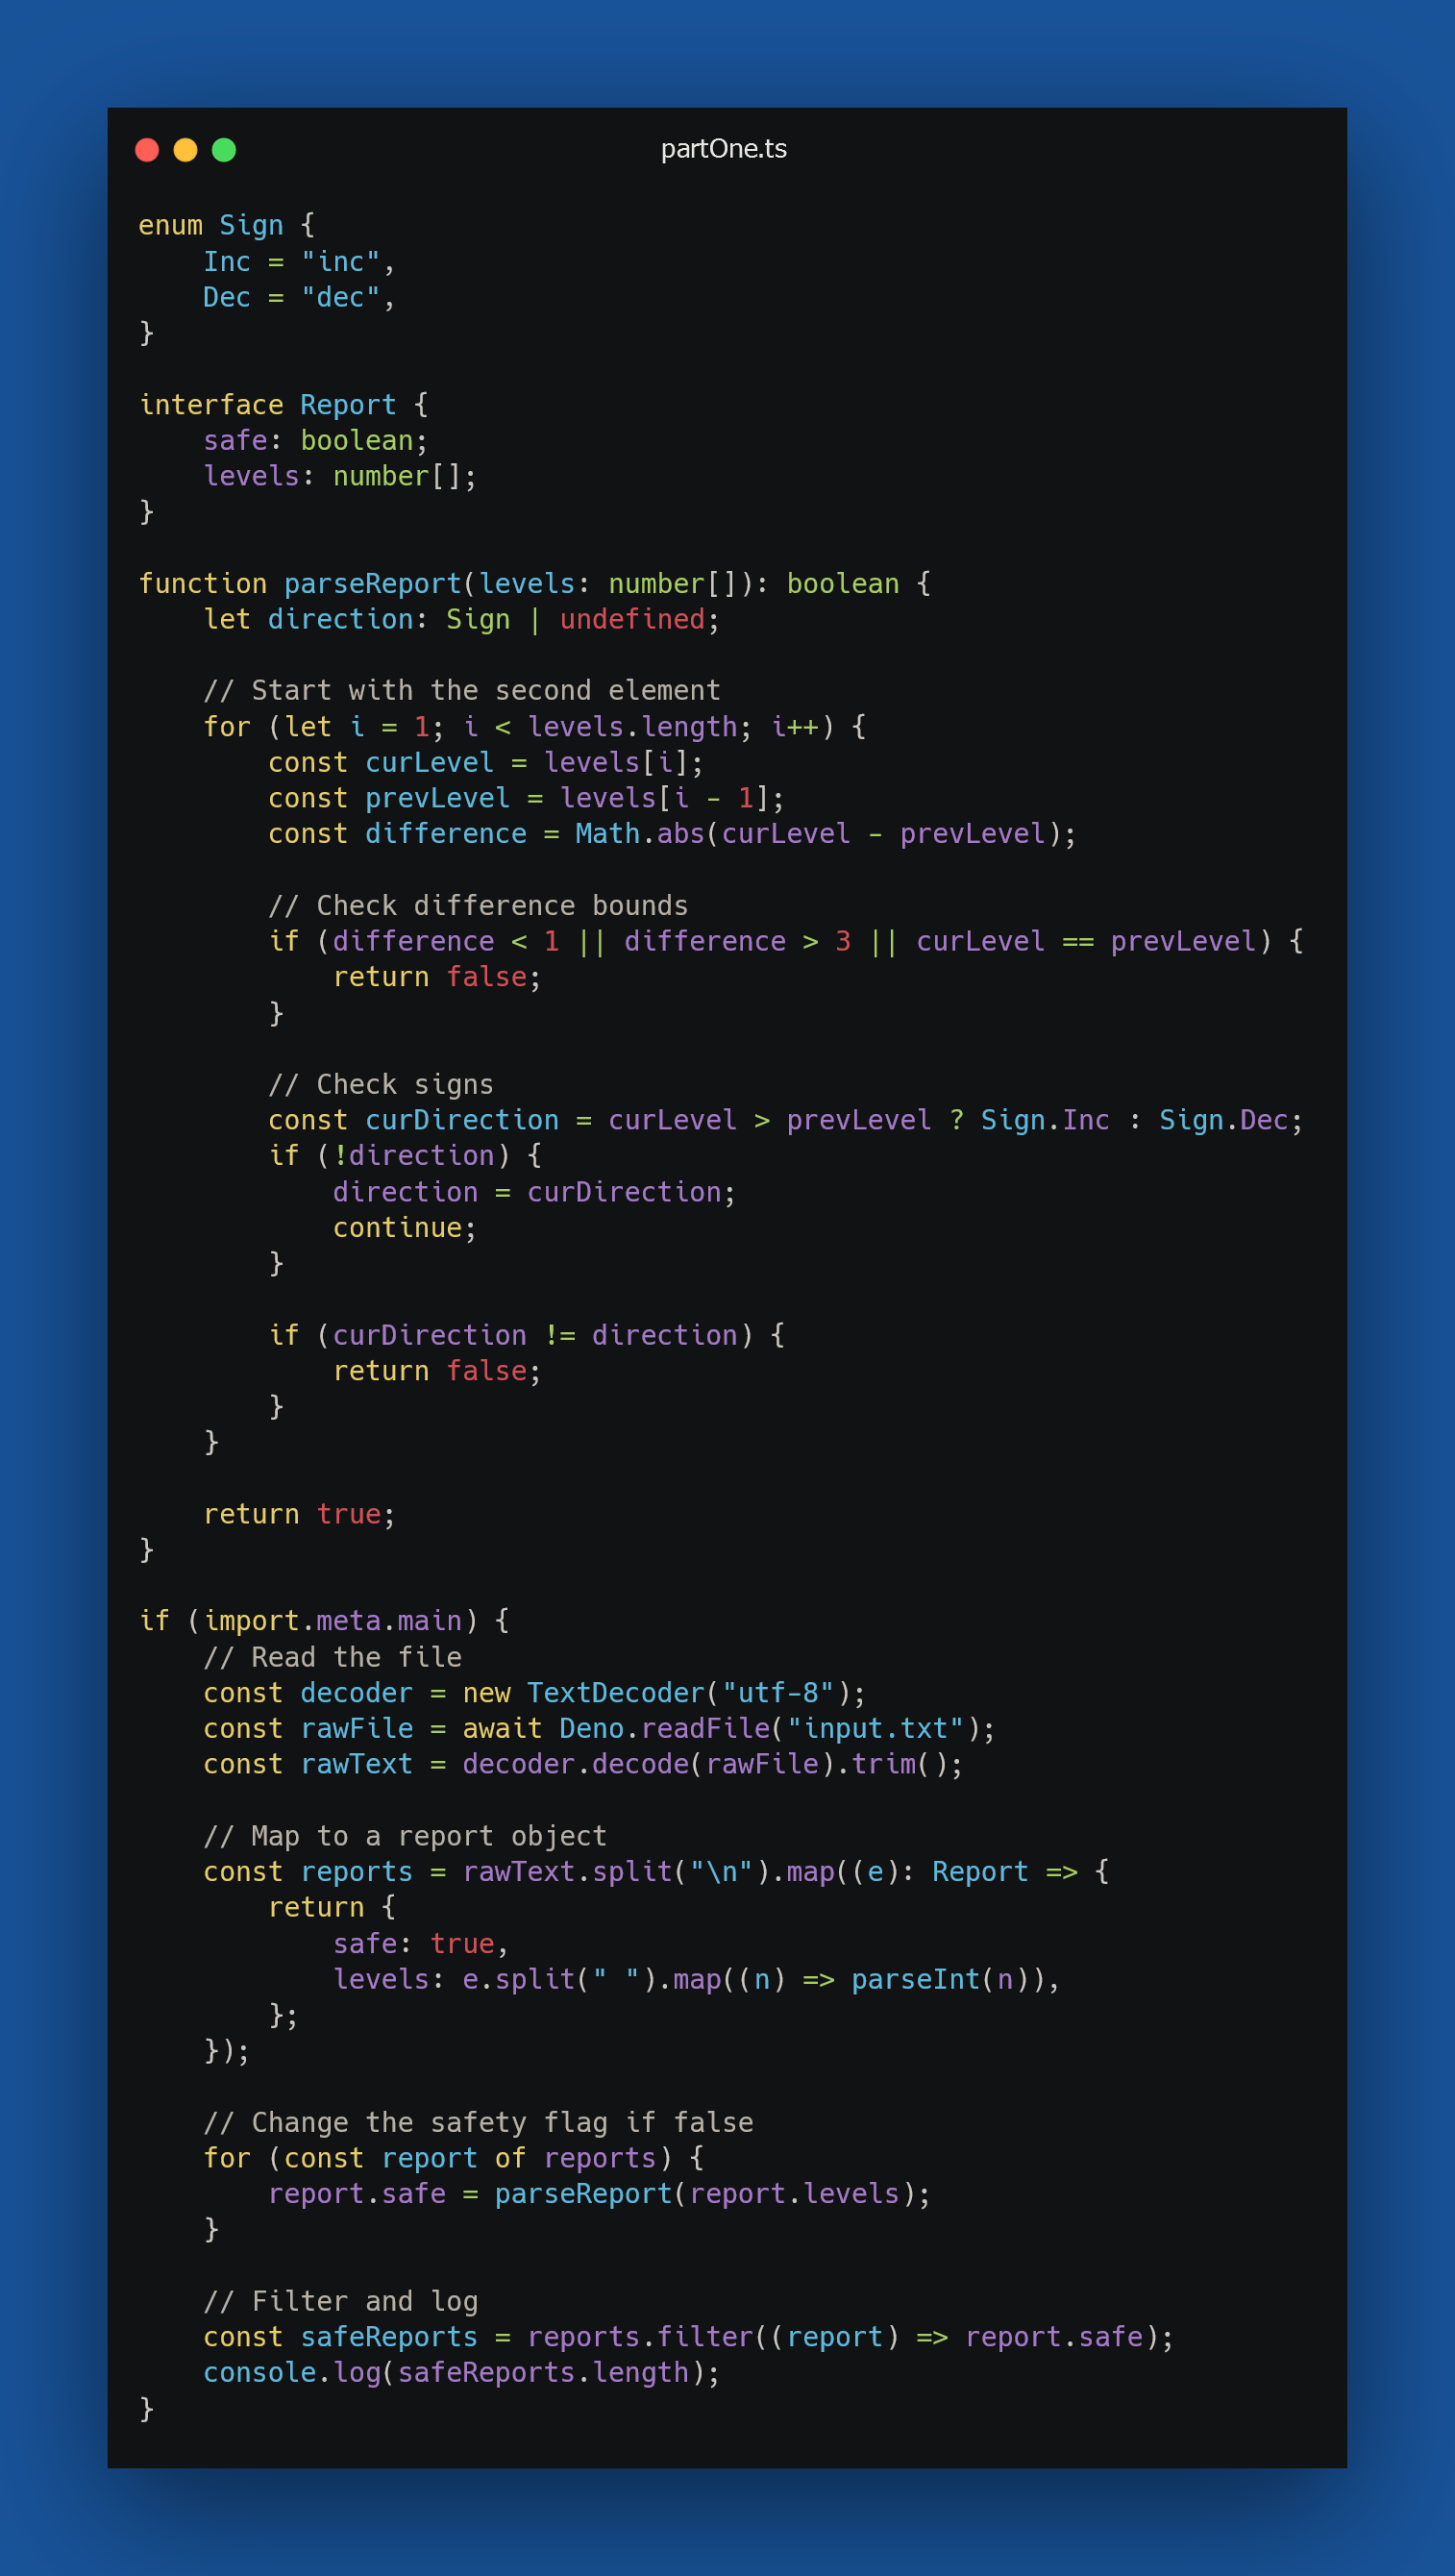 partOne.ts
enum Sign {
    Inc = "inc",
    Dec = "dec",
}

interface Report {
    safe: boolean;
    levels: number[];
}

function parseReport(levels: number[]): boolean {
    let direction: Sign | undefined;

    // Start with the second element
    for (let i = 1; i < levels.length; i++) {
        const curLevel = levels[i];
        const prevLevel = levels[i - 1];
        const difference = Math.abs(curLevel - prevLevel);

        // Check difference bounds
        if (difference < 1 || difference > 3 || curLevel == prevLevel) {
            return false;
        }

        // Check signs
        const curDirection = curLevel > prevLevel ? Sign.Inc : Sign.Dec;
        if (!direction) {
            direction = curDirection;
            continue;
        }

        if (curDirection != direction) {
            return false;
        }
    }

    return true;
}

if (import.meta.main) {
    // Read the file
    const decoder = new TextDecoder("utf-8");
    const rawFile = await Deno.readFile("input.txt");
    const rawText = decoder.decode(rawFile).trim();

    // Map to a report object
    const reports = rawText.split("\n").map((e): Report => {
        return {
            safe: true,
            levels: e.split(" ").map((n) => parseInt(n)),
        };
    });

    // Change the safety flag if false
    for (const report of reports) {
        report.safe = parseReport(report.levels);
    }

    // Filter and log
    const safeReports = reports.filter((report) => report.safe);
    console.log(safeReports.length);
}